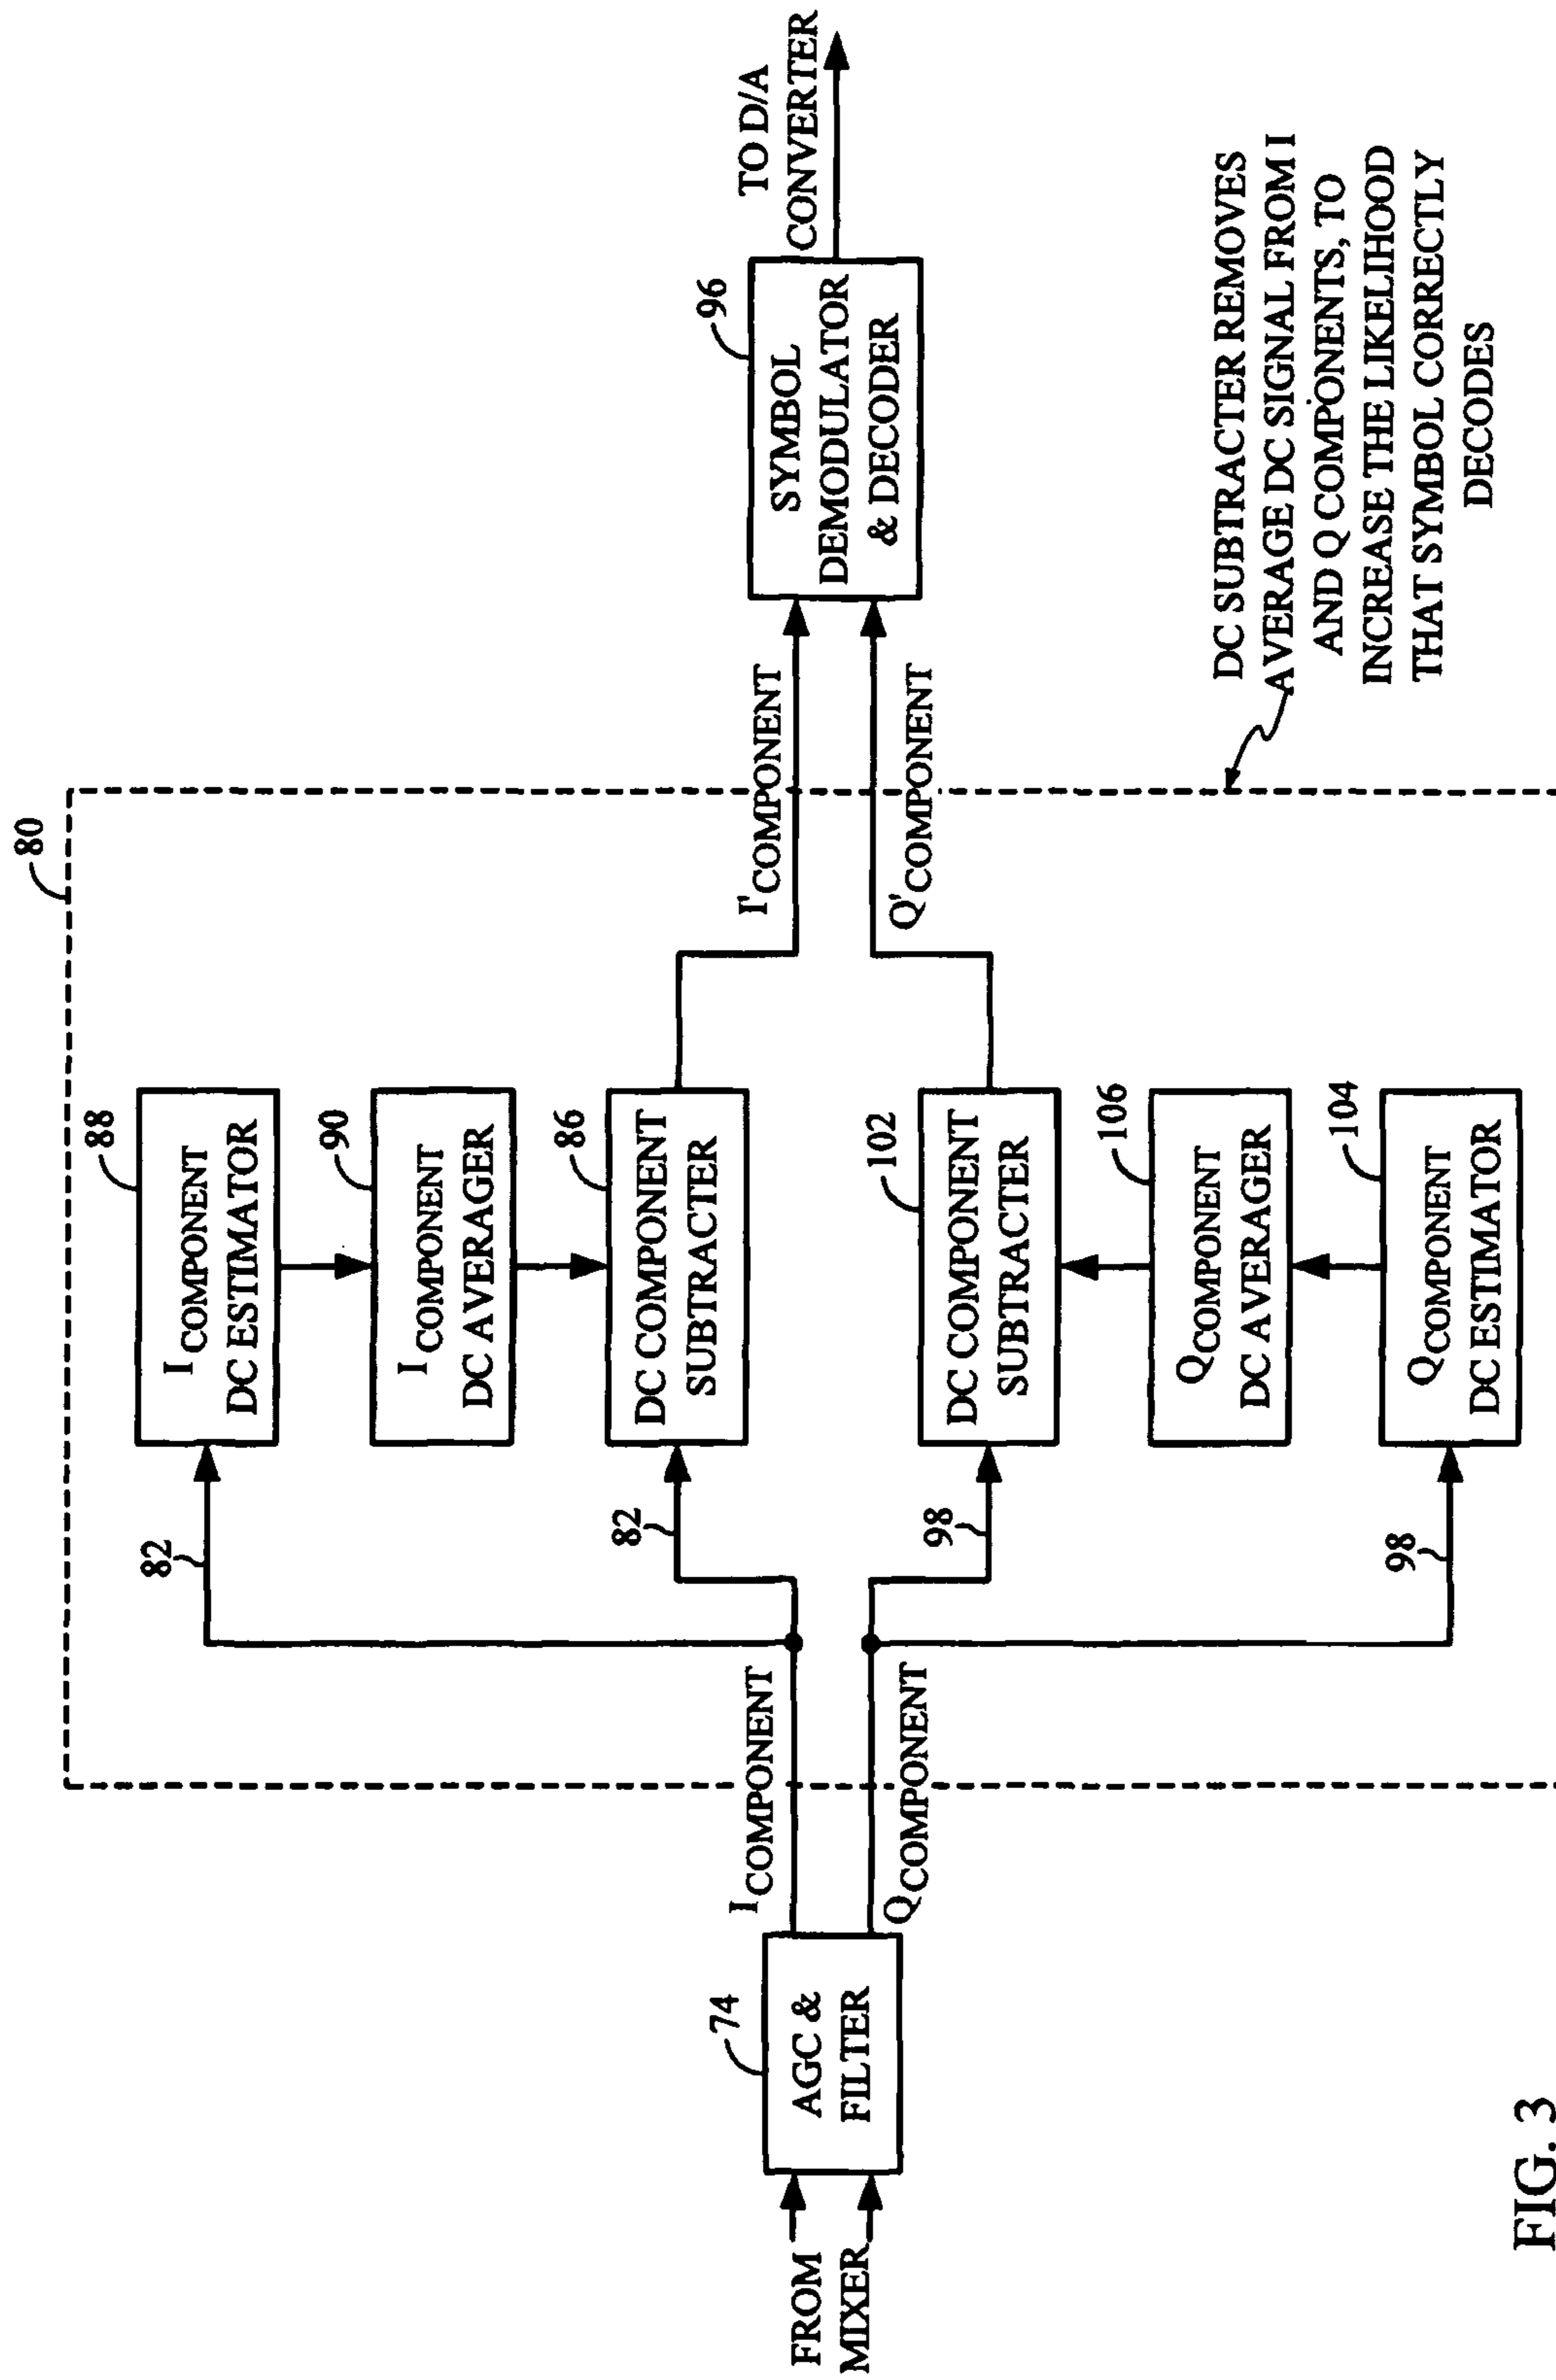 80
88
I COMPONENT
DC ESTIMATOR
82
90
I COMPONENT
DC AVERAGER
86
DC COMPONENT
SUBTRACTER
82
FROM
MIXER
74
AGC &
FILTER
I COMPONENT
Q COMPONENT
I' COMPONENT
Q' COMPONENT
96
SYMBOL
DEMODULATOR
& DECODER
TO D/A
CONVERTER
98
102
DC COMPONENT
SUBTRACTER
106
Q COMPONENT
DC AVERAGER
98
104
Q COMPONENT
DC ESTIMATOR
DC SUBTRACTER REMOVES
AVERAGE DC SIGNAL FROM I
AND Q COMPONENTS, TO
INCREASE THE LIKELIHOOD
THAT SYMBOL CORRECTLY
DECODES
FIG. 3